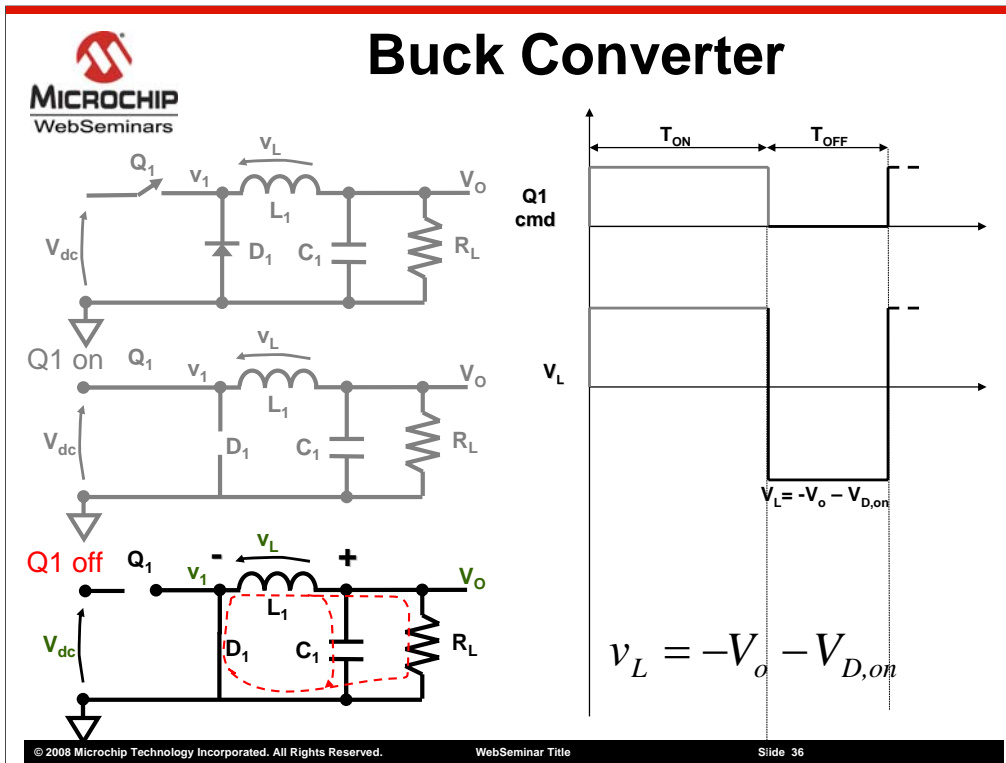 Buck Converter
MICROCHIP
WebSeminars
Q1
v1
vL
L1
VO
Vdc
D1
C1
RL
Q1 on
Q1
v1
vL
L1
VO
Vdc
D1
C1
RL
Q1 off
Q1
v1
-
vL
+
L1
VO
Vdc
D1
C1
RL
TON
TOFF
Q1
cmd
VL
VL= -Vo – VD,on
vL = −Vo − VD,on
© 2008 Microchip Technology Incorporated. All Rights Reserved.
WebSeminar Title
Slide 36